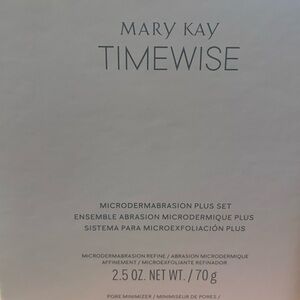 MARY KAY
TIMEWISE
MICRODERMABRASION PLUS SET
ENSEMBLE ABRASION MICRODERMIQUE PLUS
SISTEMA PARA MICROEXFOLIACIÓN PLUS
MICRODERMABRASION REFINE / ABRASION MICRODERMIQUE
AFFINEMENT / MICROEXFOLIANTE REFINADOR
2.5 OZ. NET WT. / 70 g
PORE MINIMIZER / MINIMISEUR DE PORES /